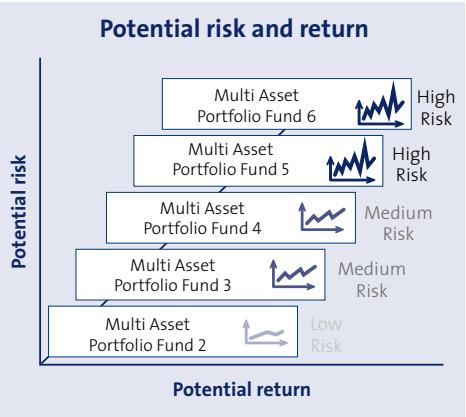 Potential risk and return
Multi Asset
Portfolio Fund 6
High
Risk
Multi Asset
Portfolio Fund 5
High
Risk
Multi Asset
Portfolio Fund 4
Medium
Risk
Multi Asset
Portfolio Fund 3
Medium
Risk
Multi Asset
Portfolio Fund 2
Low
Risk
Potential risk
Potential return